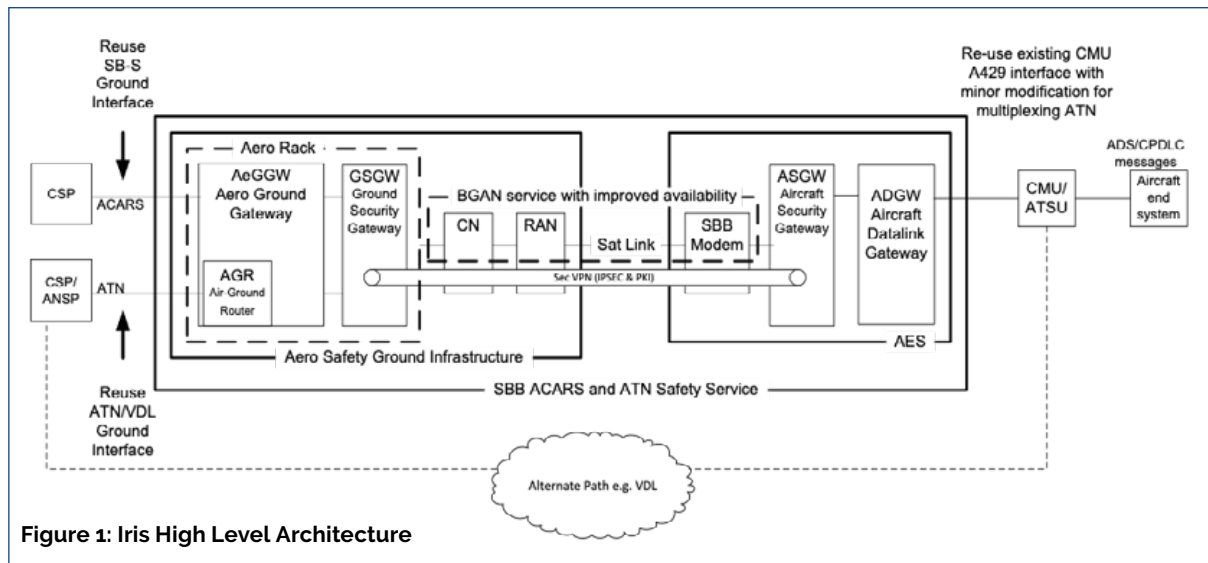 Reuse
SB-S
Ground
Interface
Re-use existing CMU
A429 interface with
minor modification for
multiplexing ATN
Aero Rack
ADS/CPDLC
messages
CSP
ACARS
AeGGW
Aero Ground
Gateway
GSGW
Ground
Security
Gateway
BGAN service with improved availability
CN
RAN
Sat Link
SBB
Modem
ASGW
Aircraft
Security
Gateway
ADGW
Aircraft
Datalink
Gateway
CMU/
ATSU
Aircraft
end
system
CSP/
ANSP
ATN
AGR
Air-Ground
Router
Sec VPN (IPSEC & PKI)
Aero Safety Ground Infrastructure
AES
SBB ACARS and ATN Safety Service
Reuse
ATN/VDL
Ground
Interface
Alternate Path e.g. VDL
Figure 1: Iris High Level Architecture